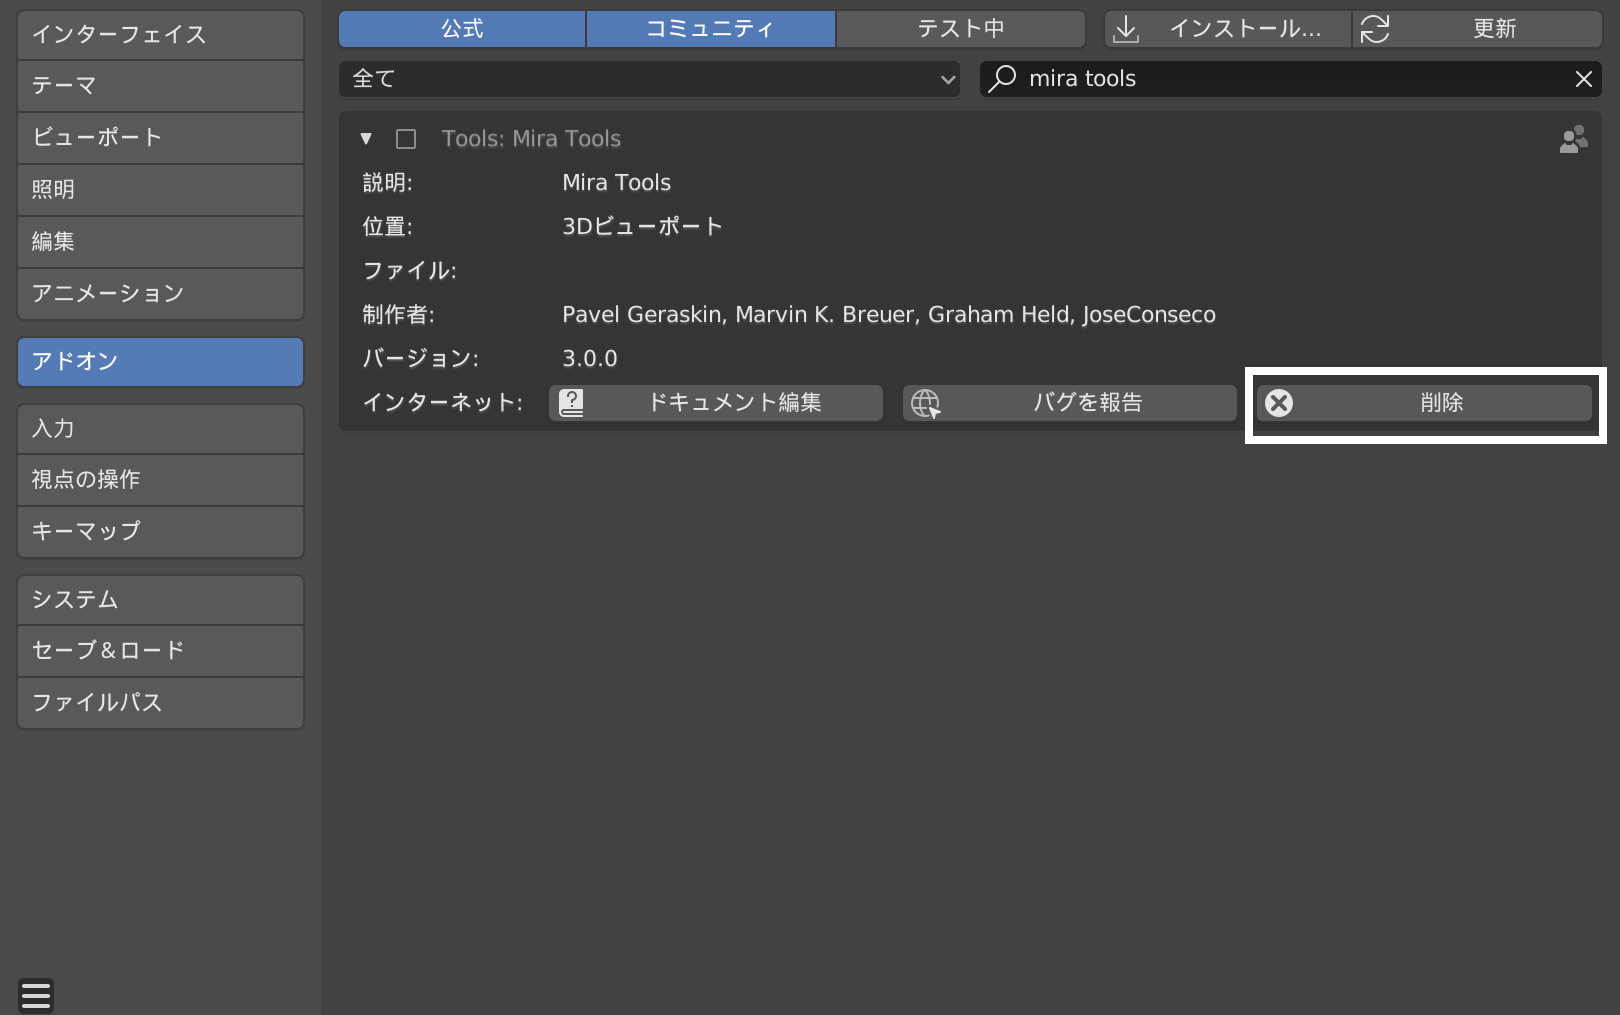 インターフェイス
テーマ
ビューポート
照明
編集
アニメーション
アドオン
入力
視点の操作
キーマップ
システム
セーブ＆ロード
ファイルパス
公式 コミュニティ テスト中 インストール... 更新
全て mira tools
Tools: Mira Tools
説明: Mira Tools
位置: 3Dビューポート
ファイル:
制作者: Pavel Geraskin, Marvin K. Breuer, Graham Held, JoseConseco
バージョン: 3.0.0
インターネット: ドキュメント編集 バグを報告 削除